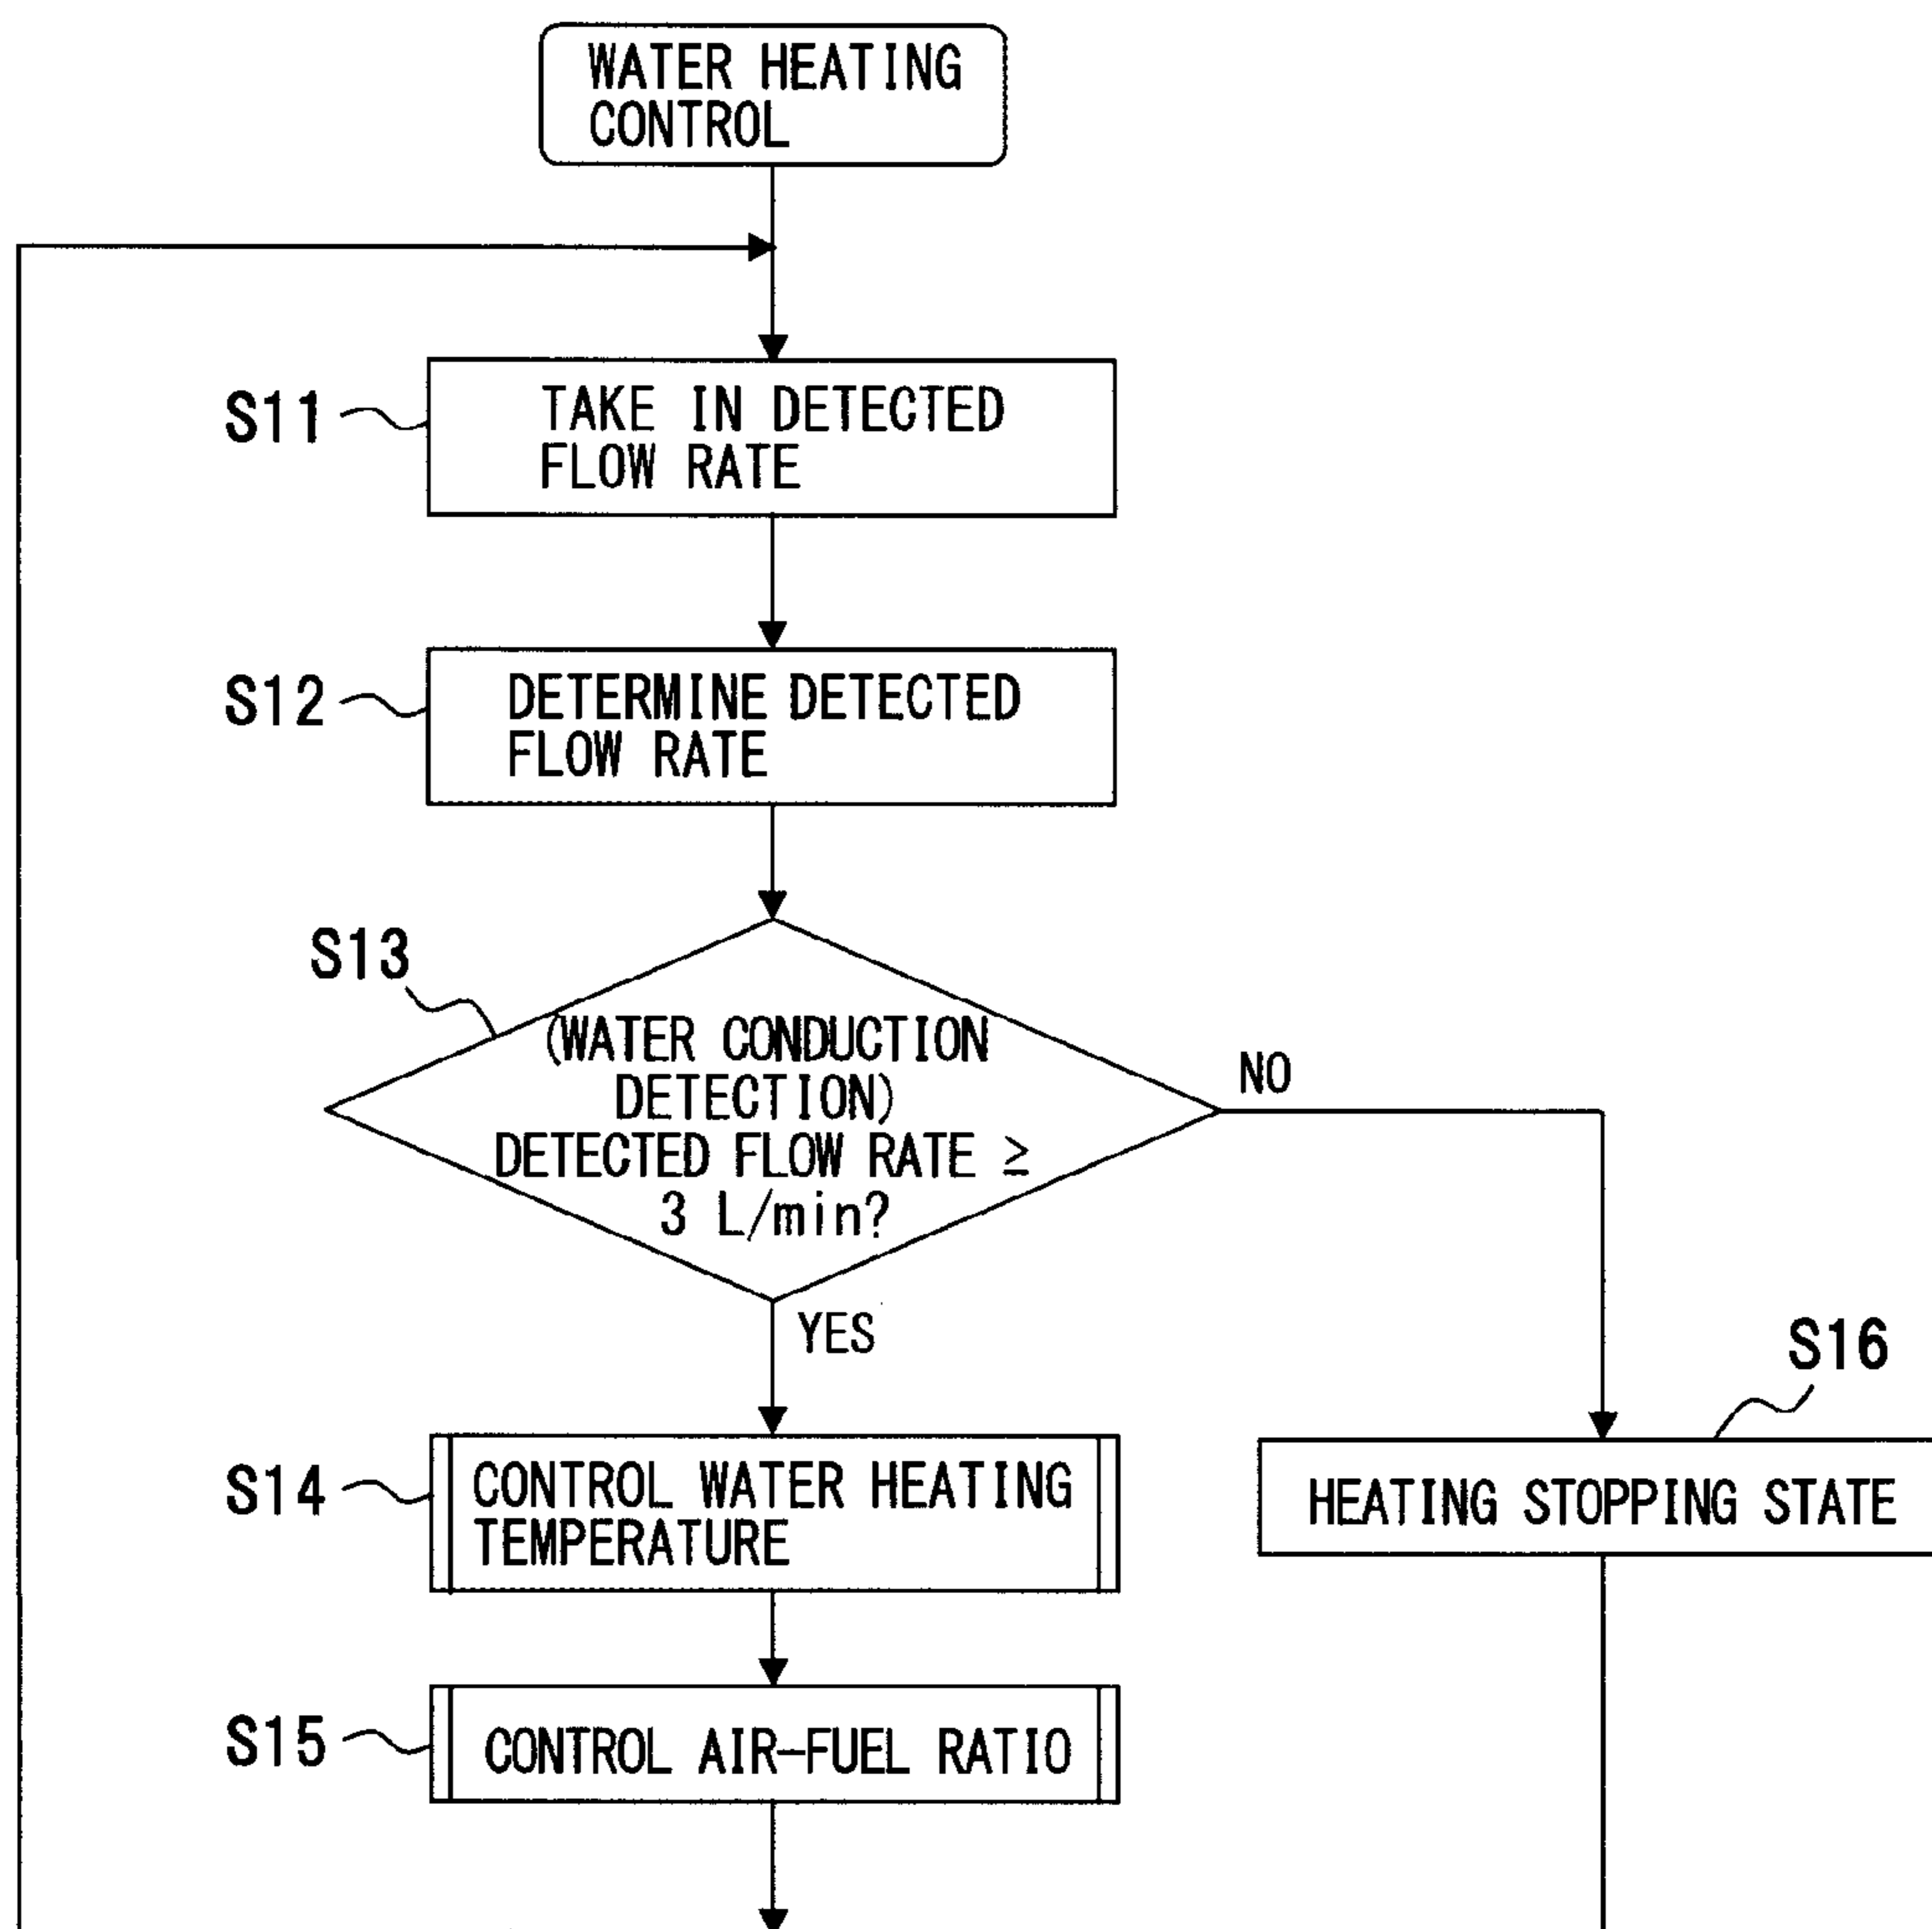 WATER HEATING
CONTROL
S11
TAKE IN DETECTED
FLOW RATE
S12
DETERMINE DETECTED
FLOW RATE
S13
(WATER CONDUCTION
DETECTION)
DETECTED FLOW RATE ≥
3 L/min?
NO
YES
S16
S14
CONTROL WATER HEATING
TEMPERATURE
HEATING STOPPING STATE
S15
CONTROL AIR-FUEL RATIO